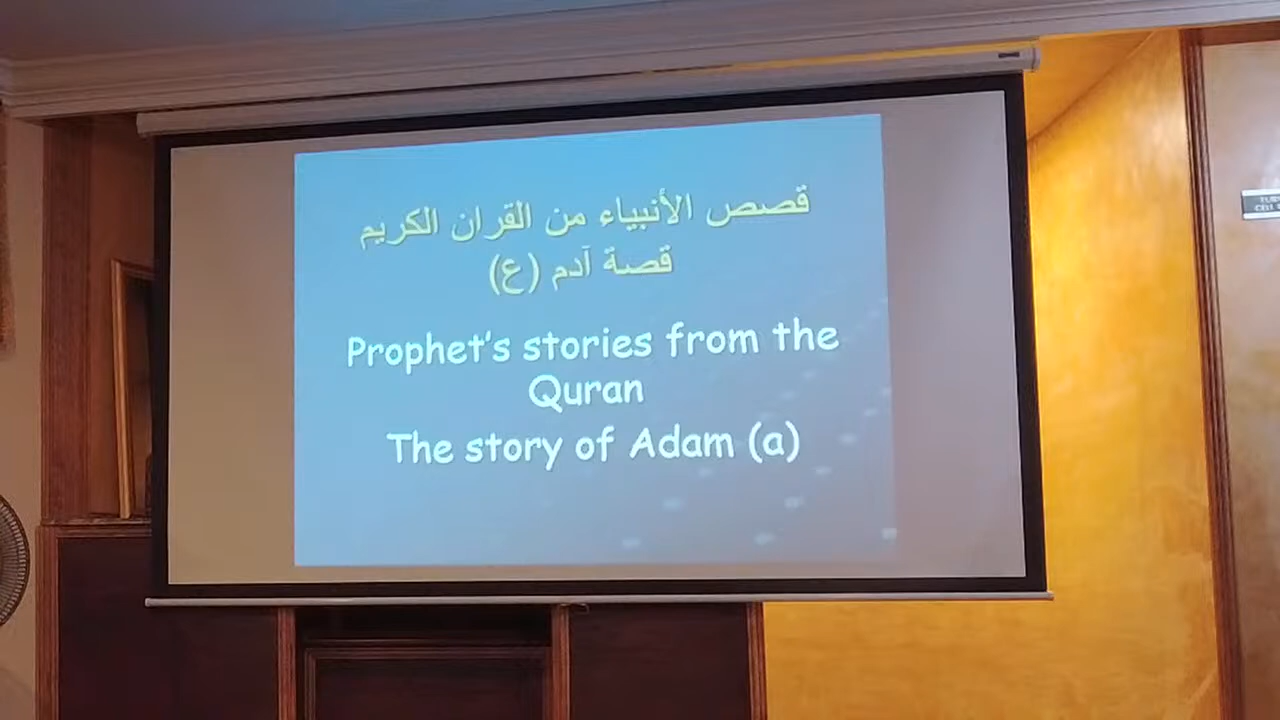 قصص الأنبياء من القران الكريم
قصة آدم (ع)
Prophet's stories from the
Quran
The story of Adam (a)